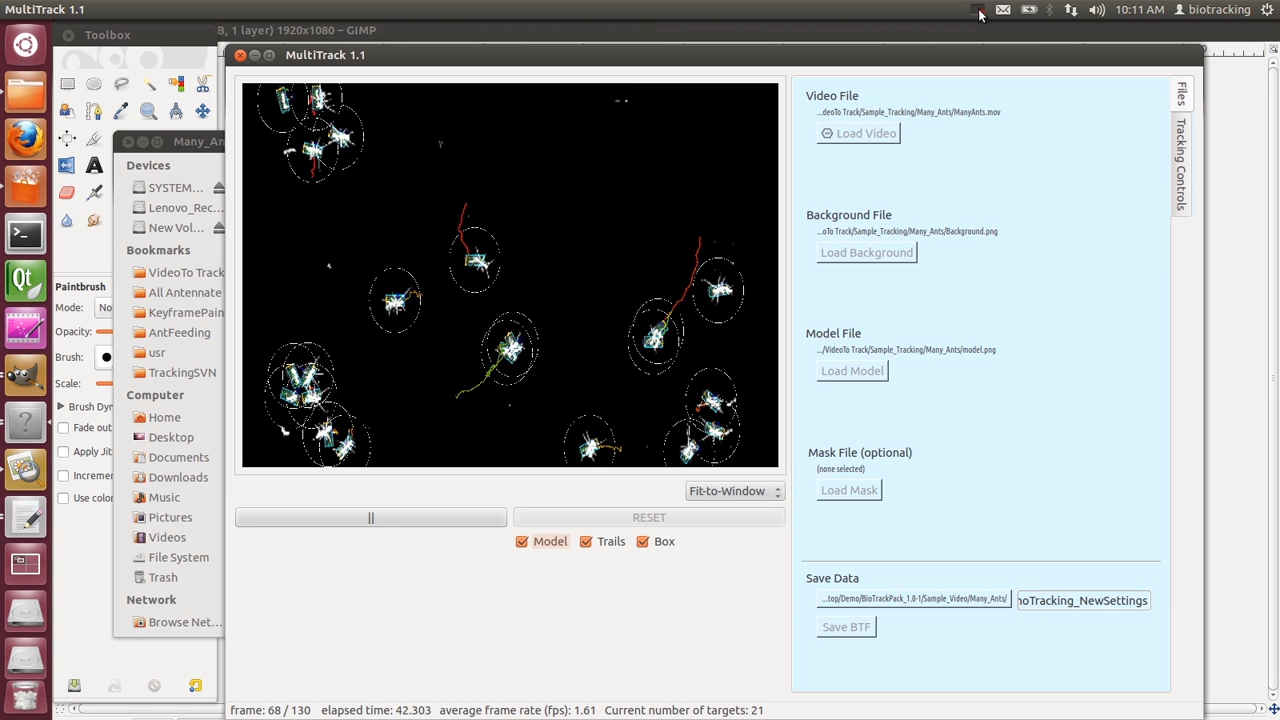 MultiTrack 1.1
10:11 AM
biotracking
Toolbox
, 1 layer) 1920x1080 – GIMP
MultiTrack 1.1
Many_An
Devices
SYSTEM...
Lenovo_Rec...
New Vol...
Bookmarks
VideoTo Track
All Antennate
KeyframePain
AntFeeding
usr
TrackingSVN
Computer
Home
Desktop
Documents
Downloads
Music
Pictures
Videos
File System
Trash
Network
Browse Net...
Paintbrush
Mode: No
Opacity:
Brush:
Scale:
Brush Dyn
Fade out
Apply Jit
Incremen
Use color
Qt
Fit-to-Window
||
RESET
Model
Trails
Box
Video File
...deoTo Track/Sample_Tracking/Many_Ants/ManyAnts.mov
Load Video
Background File
...oTo Track/Sample_Tracking/Many_Ants/Background.png
Load Background
Model File
.../VideoTo Track/Sample_Tracking/Many_Ants/model.png
Load Model
Mask File (optional)
(none selected)
Load Mask
Save Data
...top/Demo/BioTrackPack_1.0-1/Sample_Video/Many_Ants/
noTracking_NewSettings
Save BTF
Files
Tracking Controls
frame: 68 / 130 elapsed time: 42.303 average frame rate (fps): 1.61 Current number of targets: 21